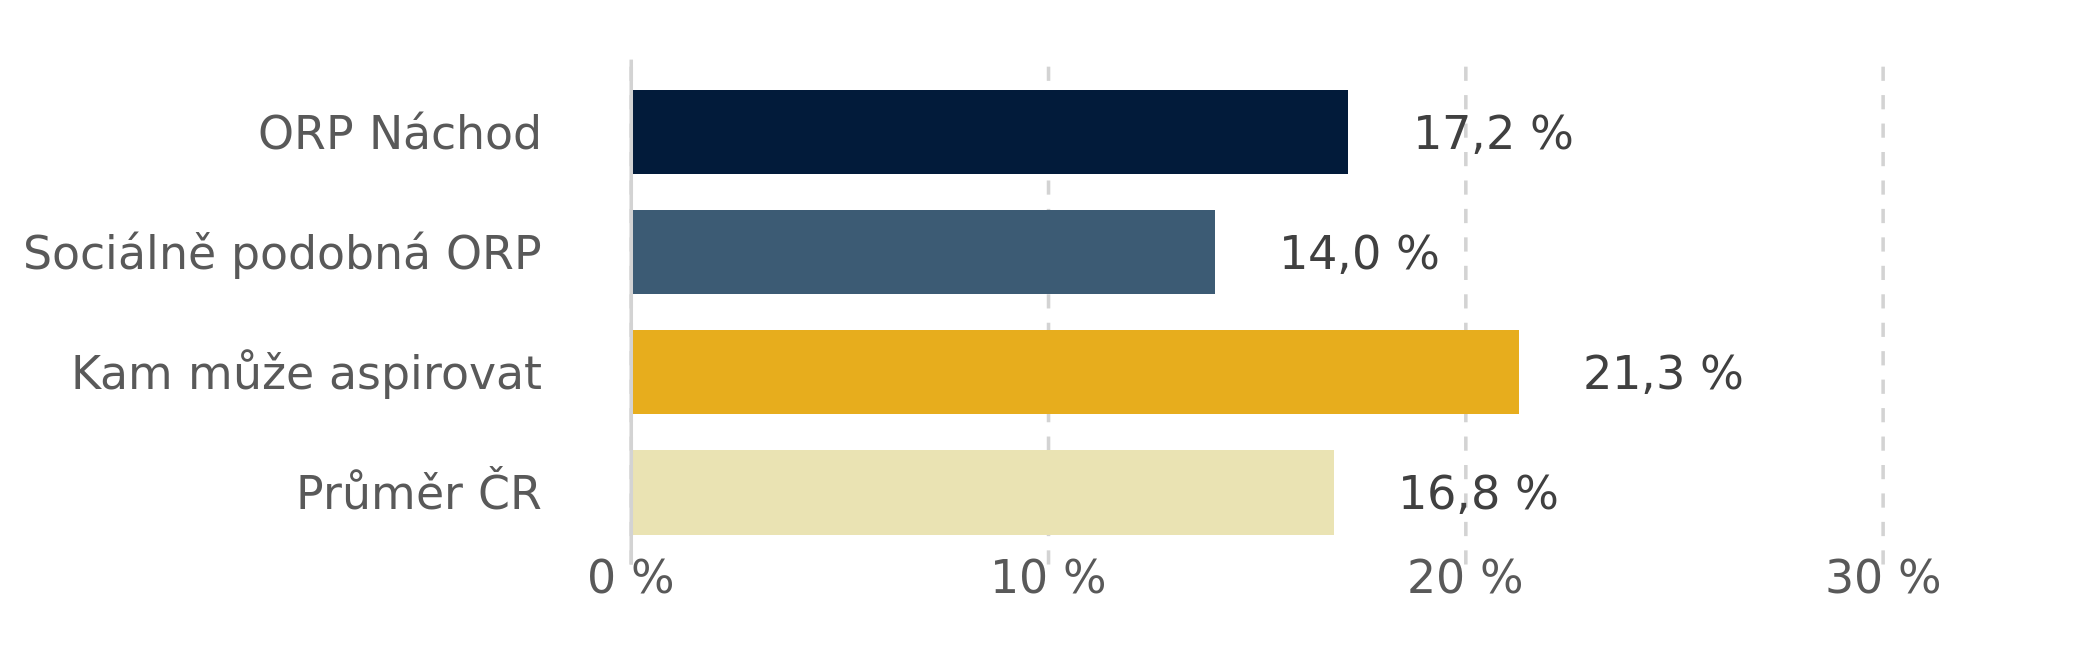 ORP Náchod 17,2 %
Sociálně podobná ORP 14,0 %
Kam může aspirovat 21,3 %
Průměr ČR 16,8 %
0 % 10 % 20 % 30 %